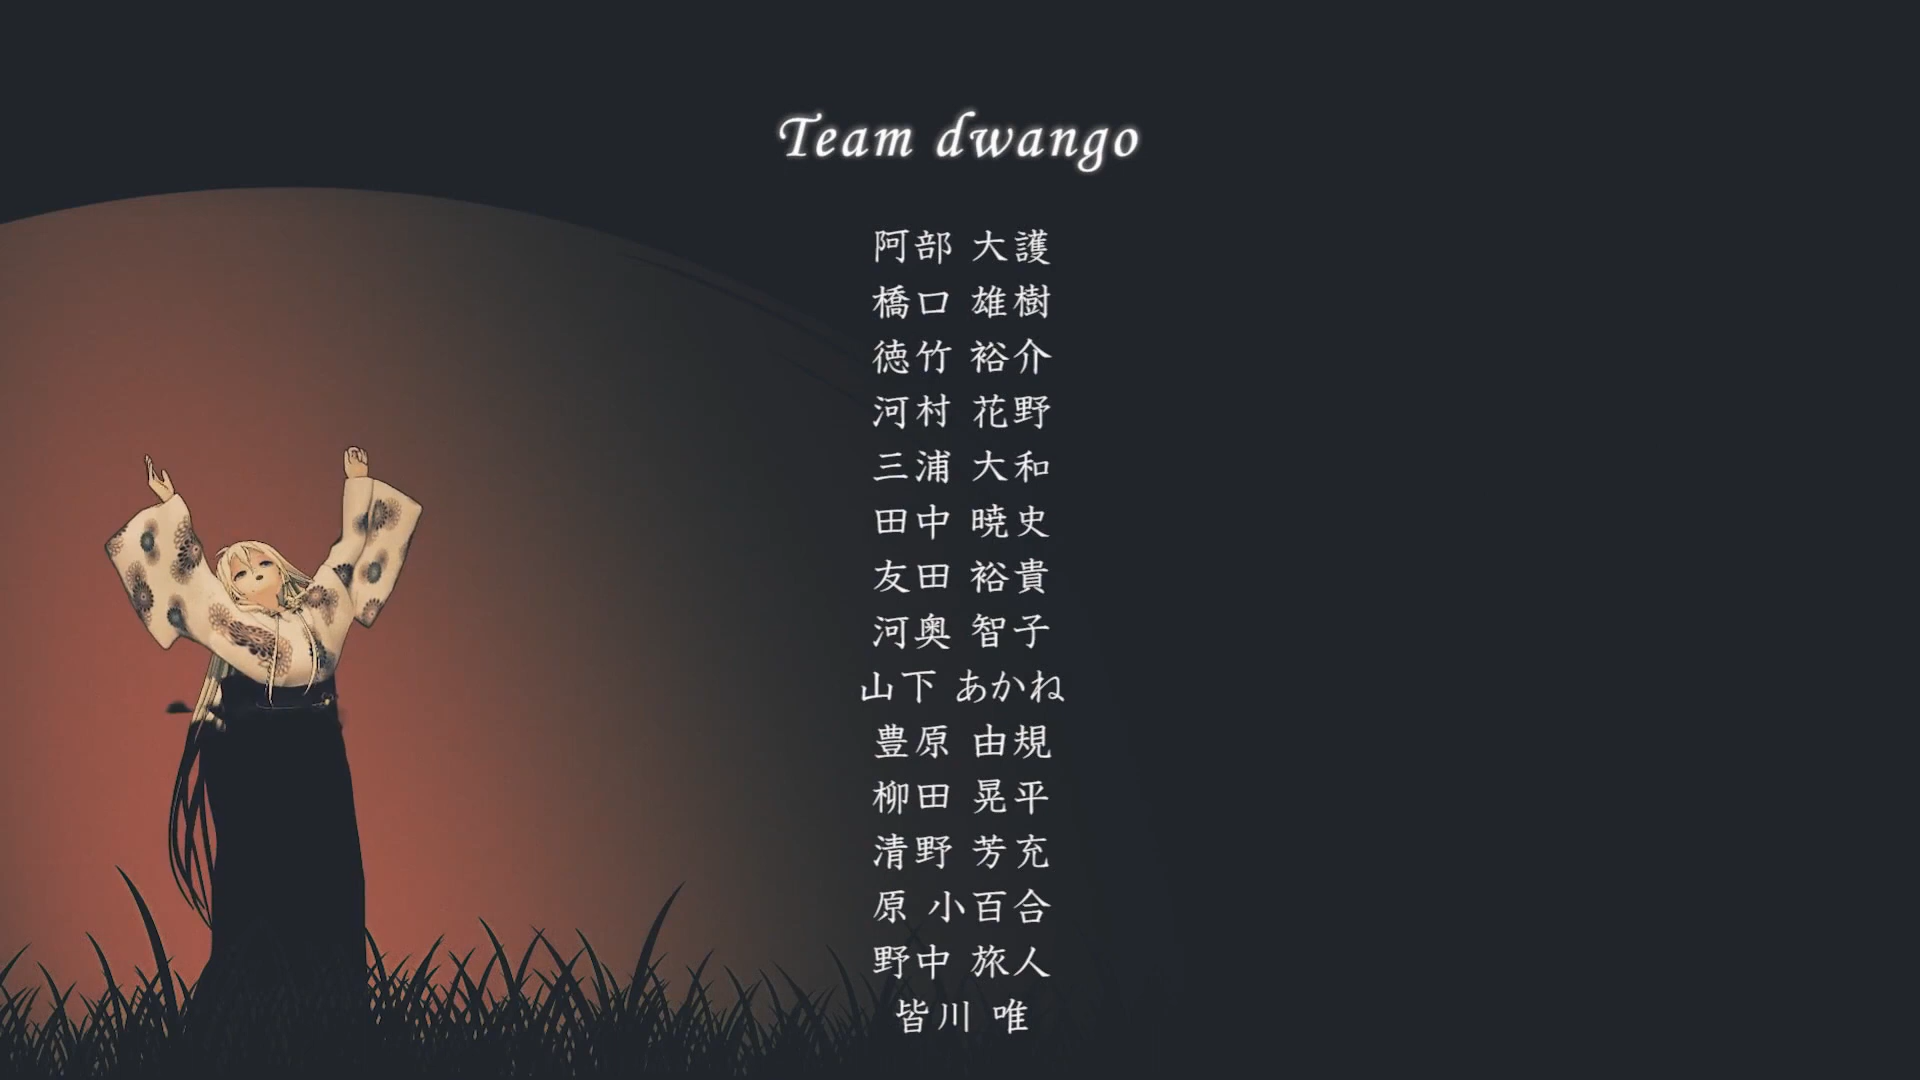 Team dwango
阿部 大護
橋口 雄樹
徳竹 裕介
河村 花野
三浦 大和
田中 暁史
友田 裕貴
河奥 智子
山下 あかね
豊原 由規
柳田 晃平
清野 芳充
原 小百合
野中 旅人
皆川 唯